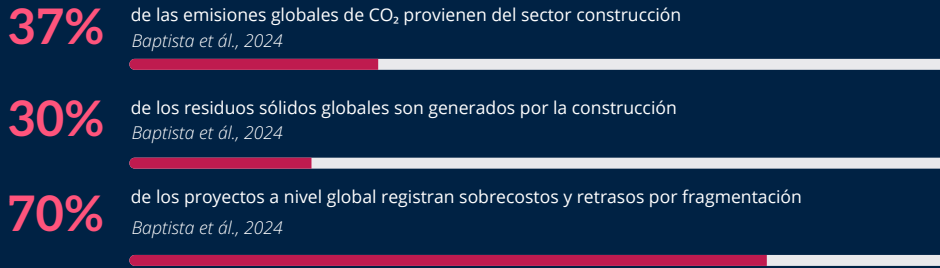 37%
de las emisiones globales de CO₂ provienen del sector construcción
Baptista et ál., 2024
30%
de los residuos sólidos globales son generados por la construcción
Baptista et ál., 2024
70%
de los proyectos a nivel global registran sobrecostos y retrasos por fragmentación
Baptista et ál., 2024